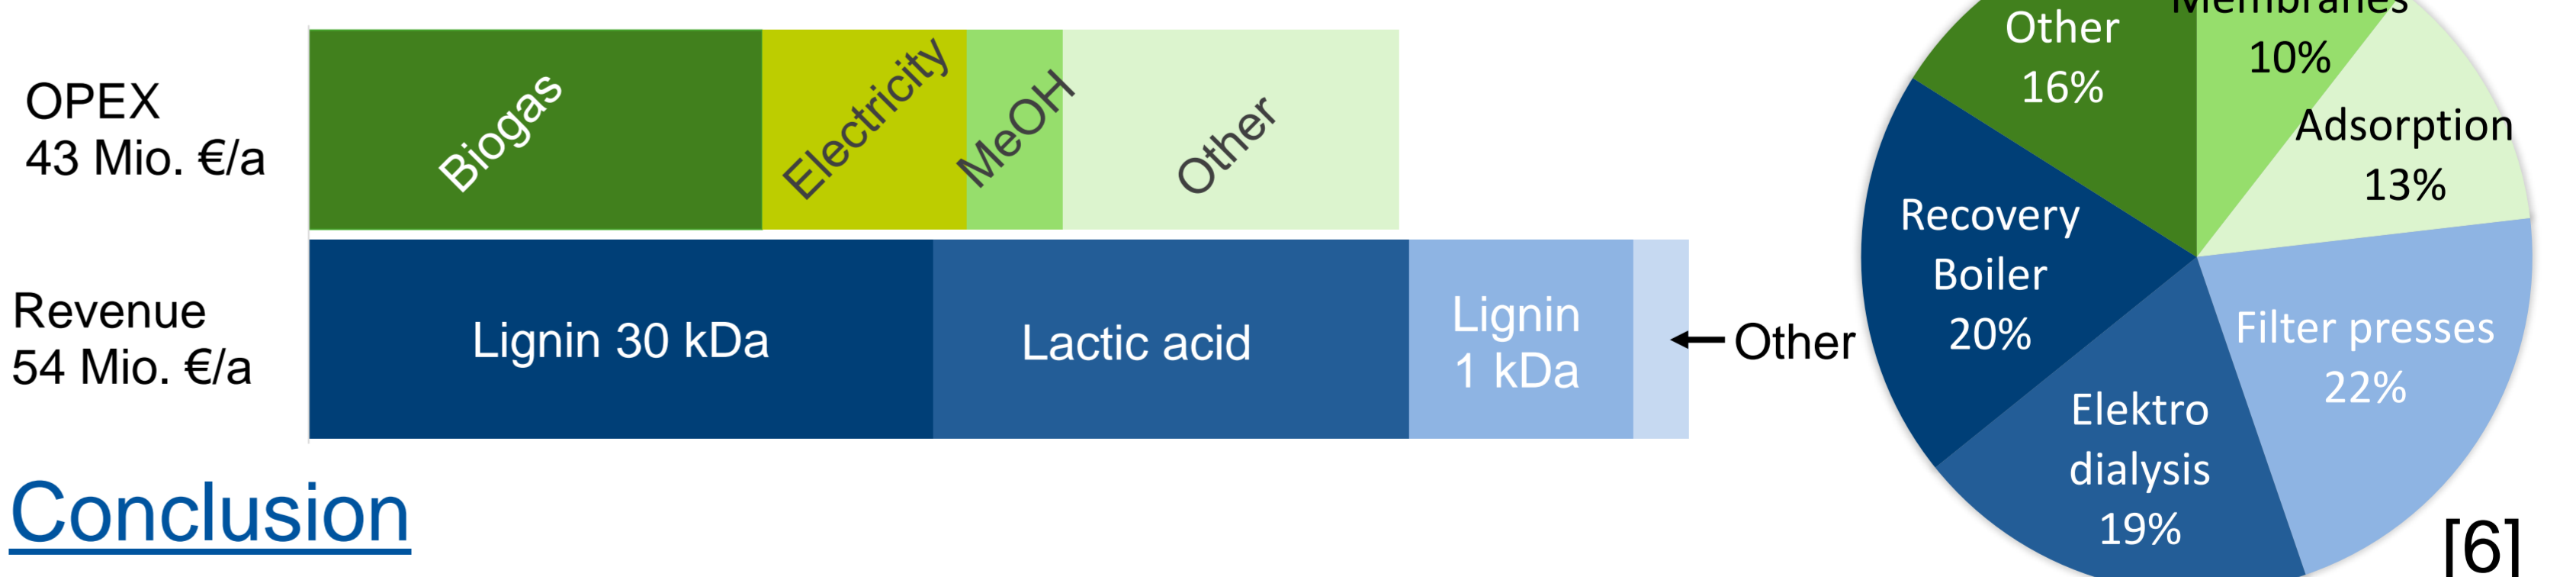 OPEX
43 Mio. €/a
Biogas
Electricity
MeOH
Other
Revenue
54 Mio. €/a
Lignin 30 kDa
Lactic acid
Lignin
1 kDa
Other
Conclusion
Membranes
10%
Adsorption
13%
Filter presses
22%
Elektro
dialysis
19%
Recovery
Boiler
20%
Other
16%
[6]